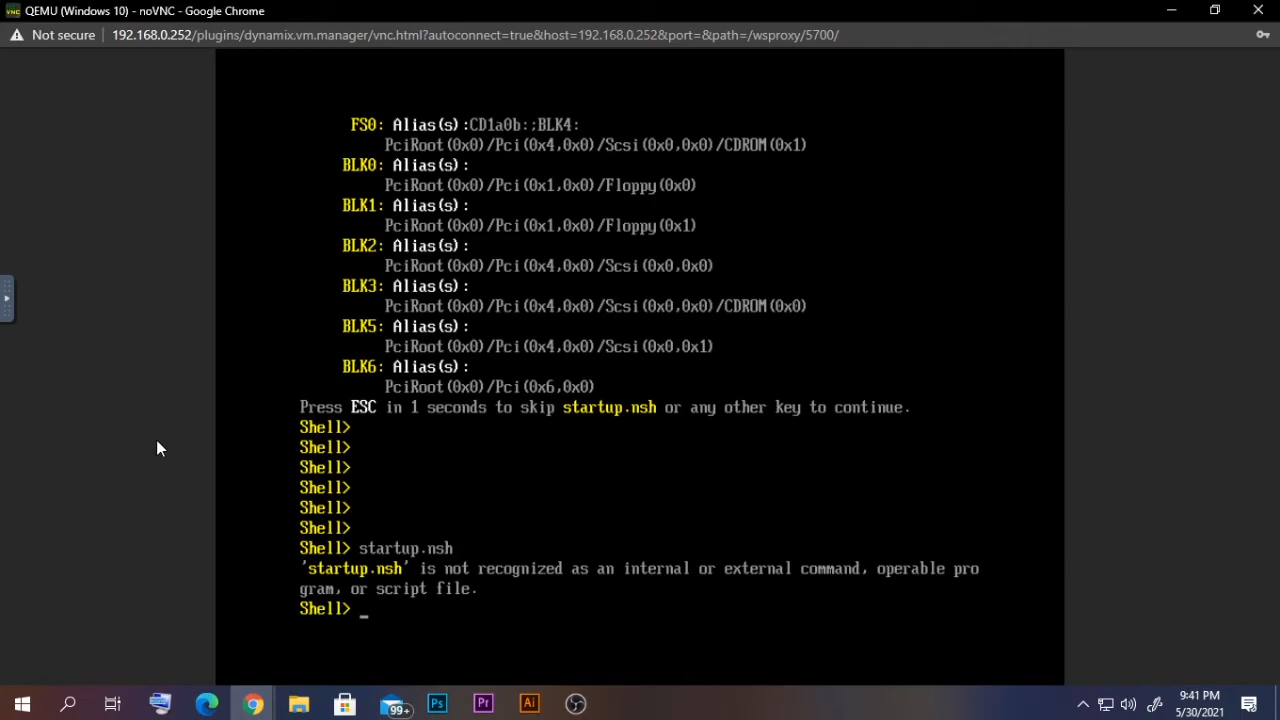 QEMU (Windows 10) - noVNC - Google Chrome
Not secure 192.168.0.252/plugins/dynamix.vm.manager/vnc.html?autoconnect=true&host=192.168.0.252&port=&path=/wsproxy/5700/
FS0: Alias(s):CD1a0b:;BLK4:
PciRoot(0x0)/Pci(0x4,0x0)/Scsi(0x0,0x0)/CDROM(0x1)
BLK0: Alias(s):
PciRoot(0x0)/Pci(0x1,0x0)/Floppy(0x0)
BLK1: Alias(s):
PciRoot(0x0)/Pci(0x1,0x0)/Floppy(0x1)
BLK2: Alias(s):
PciRoot(0x0)/Pci(0x4,0x0)/Scsi(0x0,0x0)
BLK3: Alias(s):
PciRoot(0x0)/Pci(0x4,0x0)/Scsi(0x0,0x0)/CDROM(0x0)
BLK5: Alias(s):
PciRoot(0x0)/Pci(0x4,0x0)/Scsi(0x0,0x1)
BLK6: Alias(s):
PciRoot(0x0)/Pci(0x6,0x0)
Press ESC in 1 seconds to skip startup.nsh or any other key to continue.
Shell>
Shell>
Shell>
Shell>
Shell>
Shell>
Shell> startup.nsh
'startup.nsh' is not recognized as an internal or external command, operable pro
gram, or script file.
Shell> _
99+
Ps
Pr
Ai
9:41 PM
5/30/2021